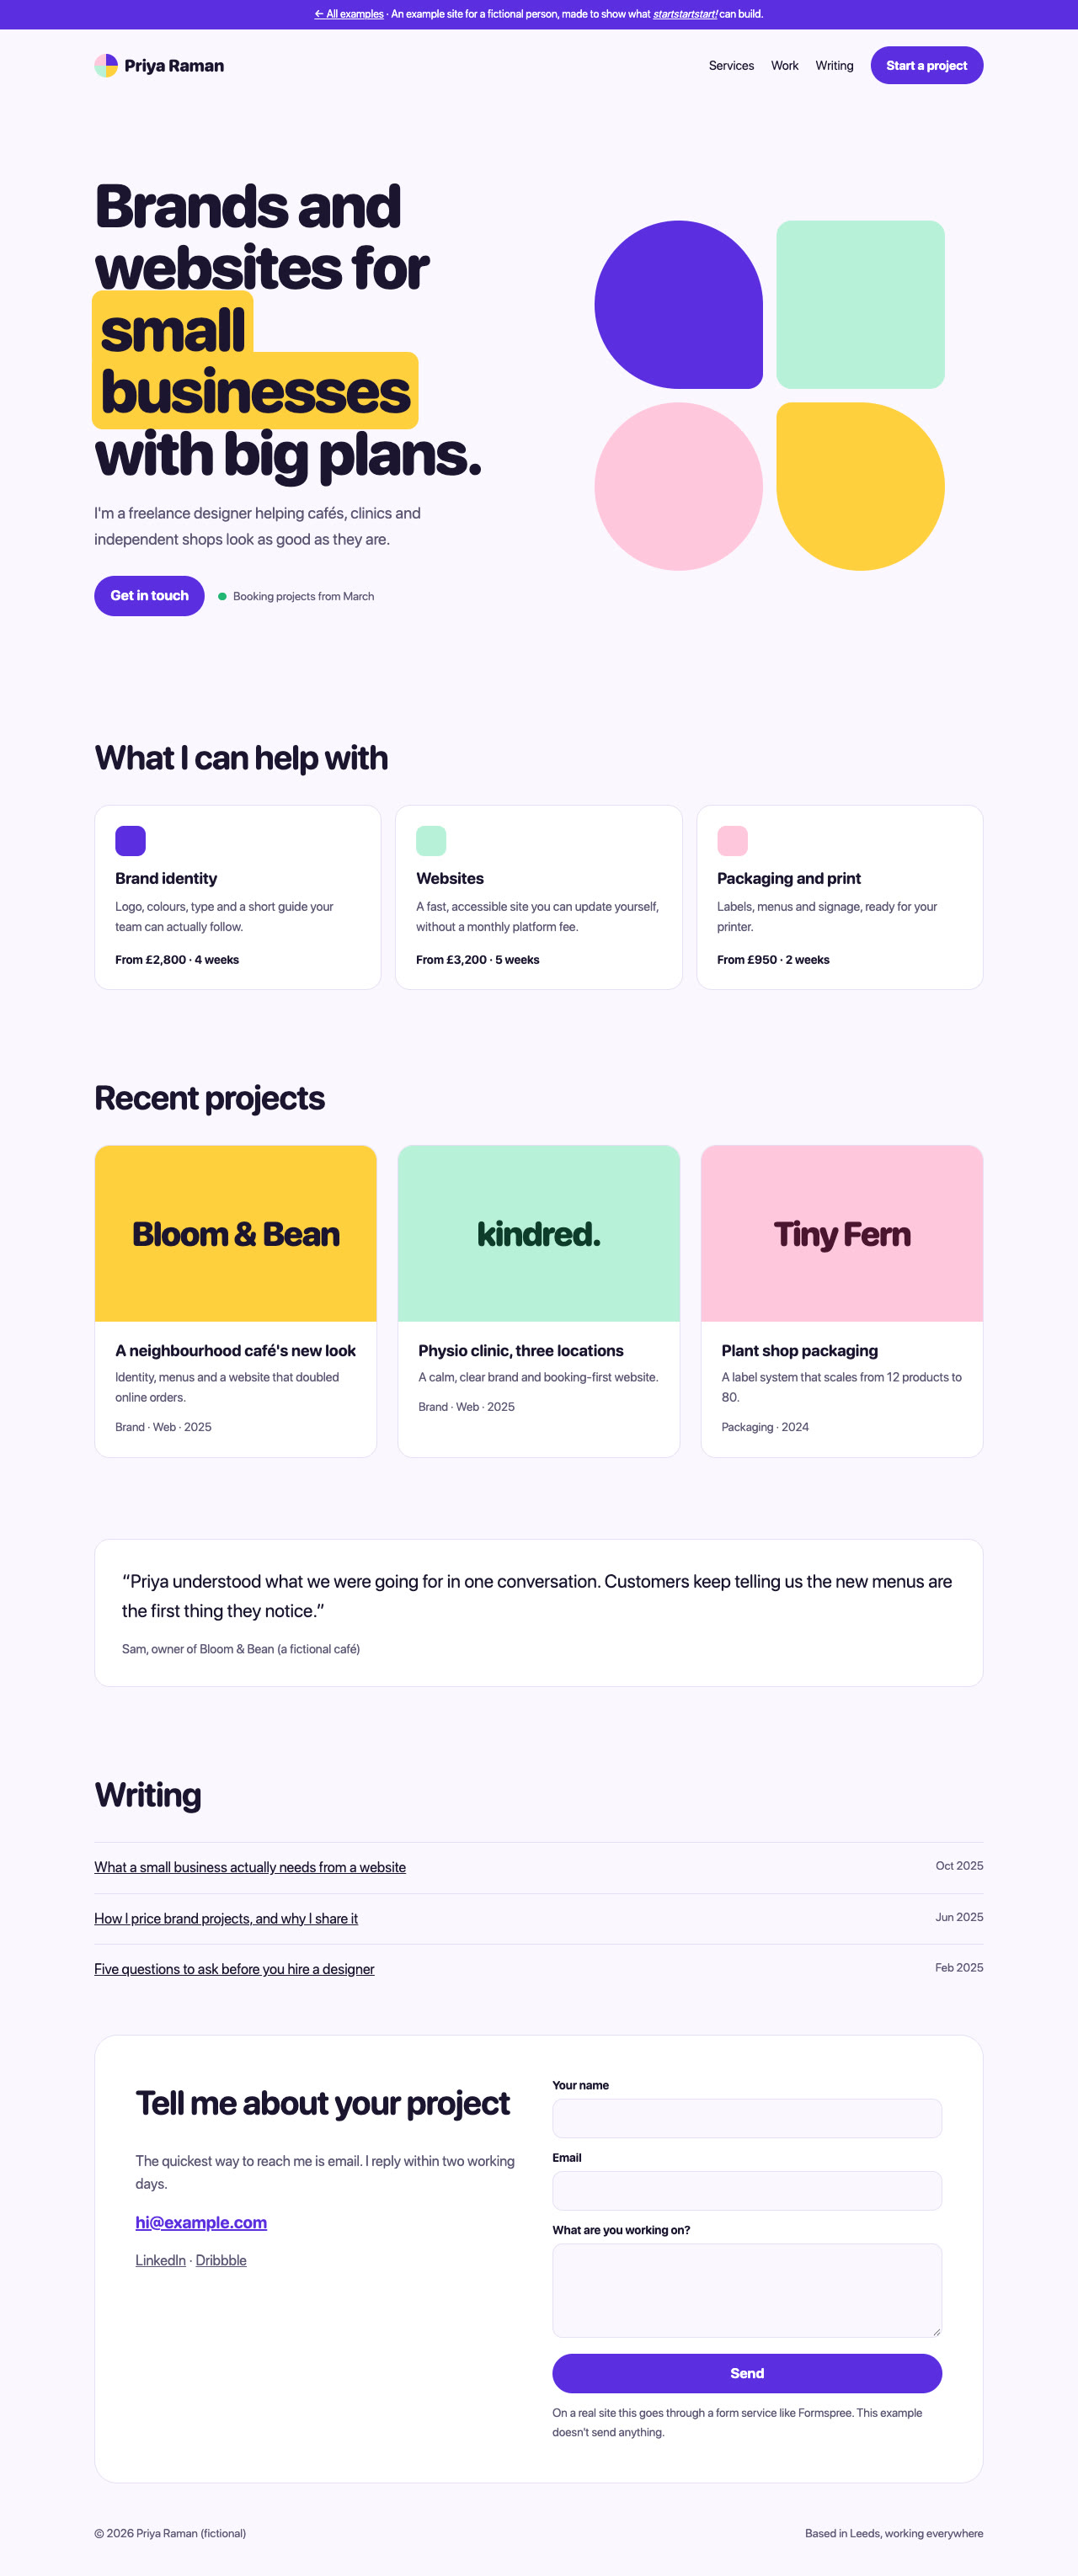 ← All examples · An example site for a fictional person, made to show what startstartstart! can build.
Priya Raman
Services
Work
Writing
Start a project
Brands and
websites for
small
businesses
with big plans.
I'm a freelance designer helping cafés, clinics and
independent shops look as good as they are.
Get in touch
Booking projects from March
What I can help with
Brand identity
Logo, colours, type and a short guide your
team can actually follow.
From £2,800 · 4 weeks
Websites
A fast, accessible site you can update yourself,
without a monthly platform fee.
From £3,200 · 5 weeks
Packaging and print
Labels, menus and signage, ready for your
printer.
From £950 · 2 weeks
Recent projects
Bloom & Bean
A neighbourhood café's new look
Identity, menus and a website that doubled
online orders.
Brand · Web · 2025
kindred.
Physio clinic, three locations
A calm, clear brand and booking-first website.
Brand · Web · 2025
Tiny Fern
Plant shop packaging
A label system that scales from 12 products to
80.
Packaging · 2024
“Priya understood what we were going for in one conversation. Customers keep telling us the new menus are
the first thing they notice.”
Sam, owner of Bloom & Bean (a fictional café)
Writing
What a small business actually needs from a website
Oct 2025
How I price brand projects, and why I share it
Jun 2025
Five questions to ask before you hire a designer
Feb 2025
Tell me about your project
The quickest way to reach me is email. I reply within two working
days.
hi@example.com
LinkedIn · Dribbble
Your name
Email
What are you working on?
Send
On a real site this goes through a form service like Formspree. This example
doesn't send anything.
© 2026 Priya Raman (fictional)
Based in Leeds, working everywhere